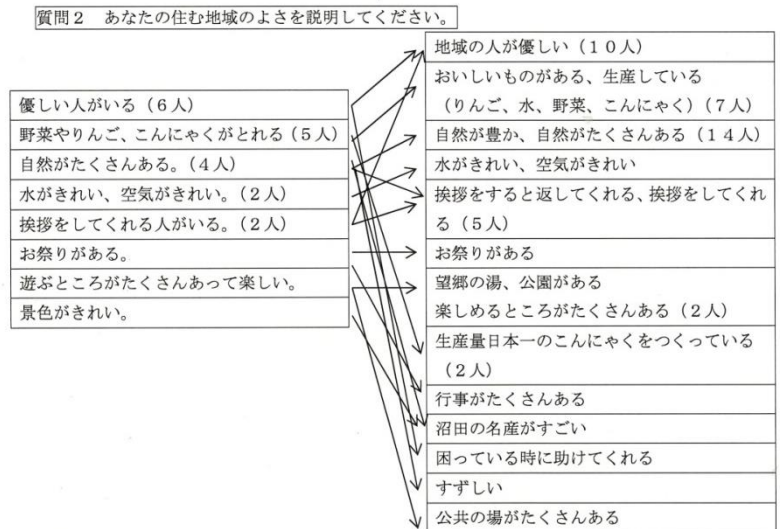 質問２　あなたの住む地域のよさを説明してください。
優しい人がいる（６人）
野菜やりんご、こんにゃくがとれる（５人）
自然がたくさんある。（４人）
水がきれい、空気がきれい。（２人）
挨拶をしてくれる人がいる。（２人）
お祭りがある。
遊ぶところがたくさんあって楽しい。
景色がきれい。
地域の人が優しい（１０人）
おいしいものがある、生産している
（りんご、水、野菜、こんにゃく）（７人）
自然が豊か、自然がたくさんある（１４人）
水がきれい、空気がきれい
挨拶をすると返してくれる、挨拶をしてくれ
る（５人）
お祭りがある
望郷の湯、公園がある
楽しめるところがたくさんある（２人）
生産量日本一のこんにゃくをつくっている
（２人）
行事がたくさんある
沼田の名産がすごい
困っている時に助けてくれる
すずしい
公共の場がたくさんある